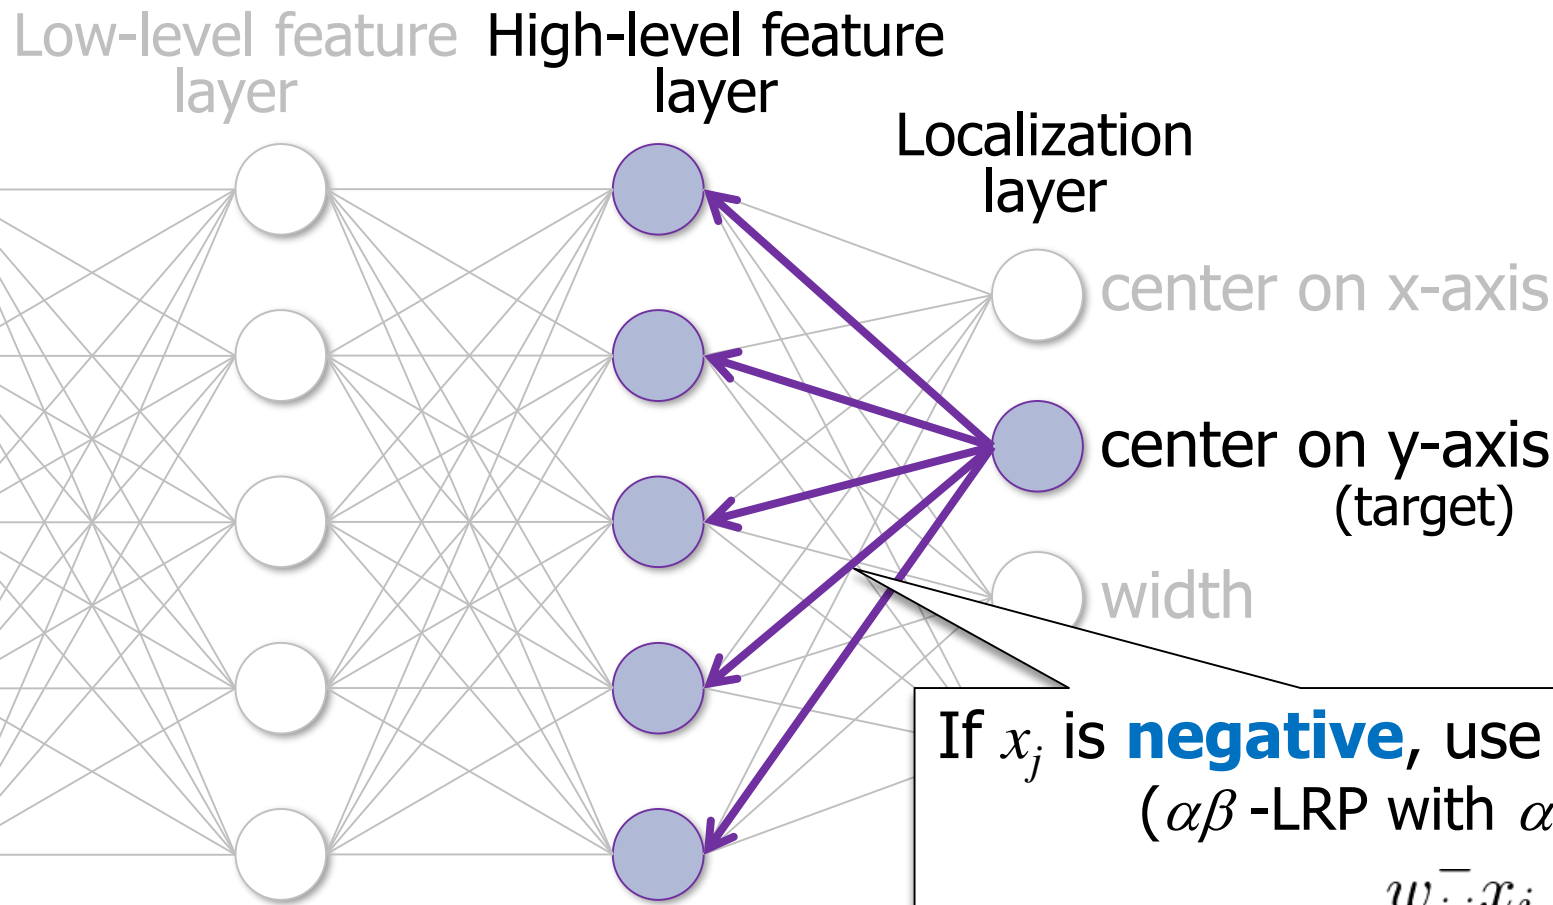 Low-level feature
layer
High-level feature
layer
Localization
layer
center on x-axis
center on y-axis
(target)
width
If x_j is negative, use
(αβ -LRP with α